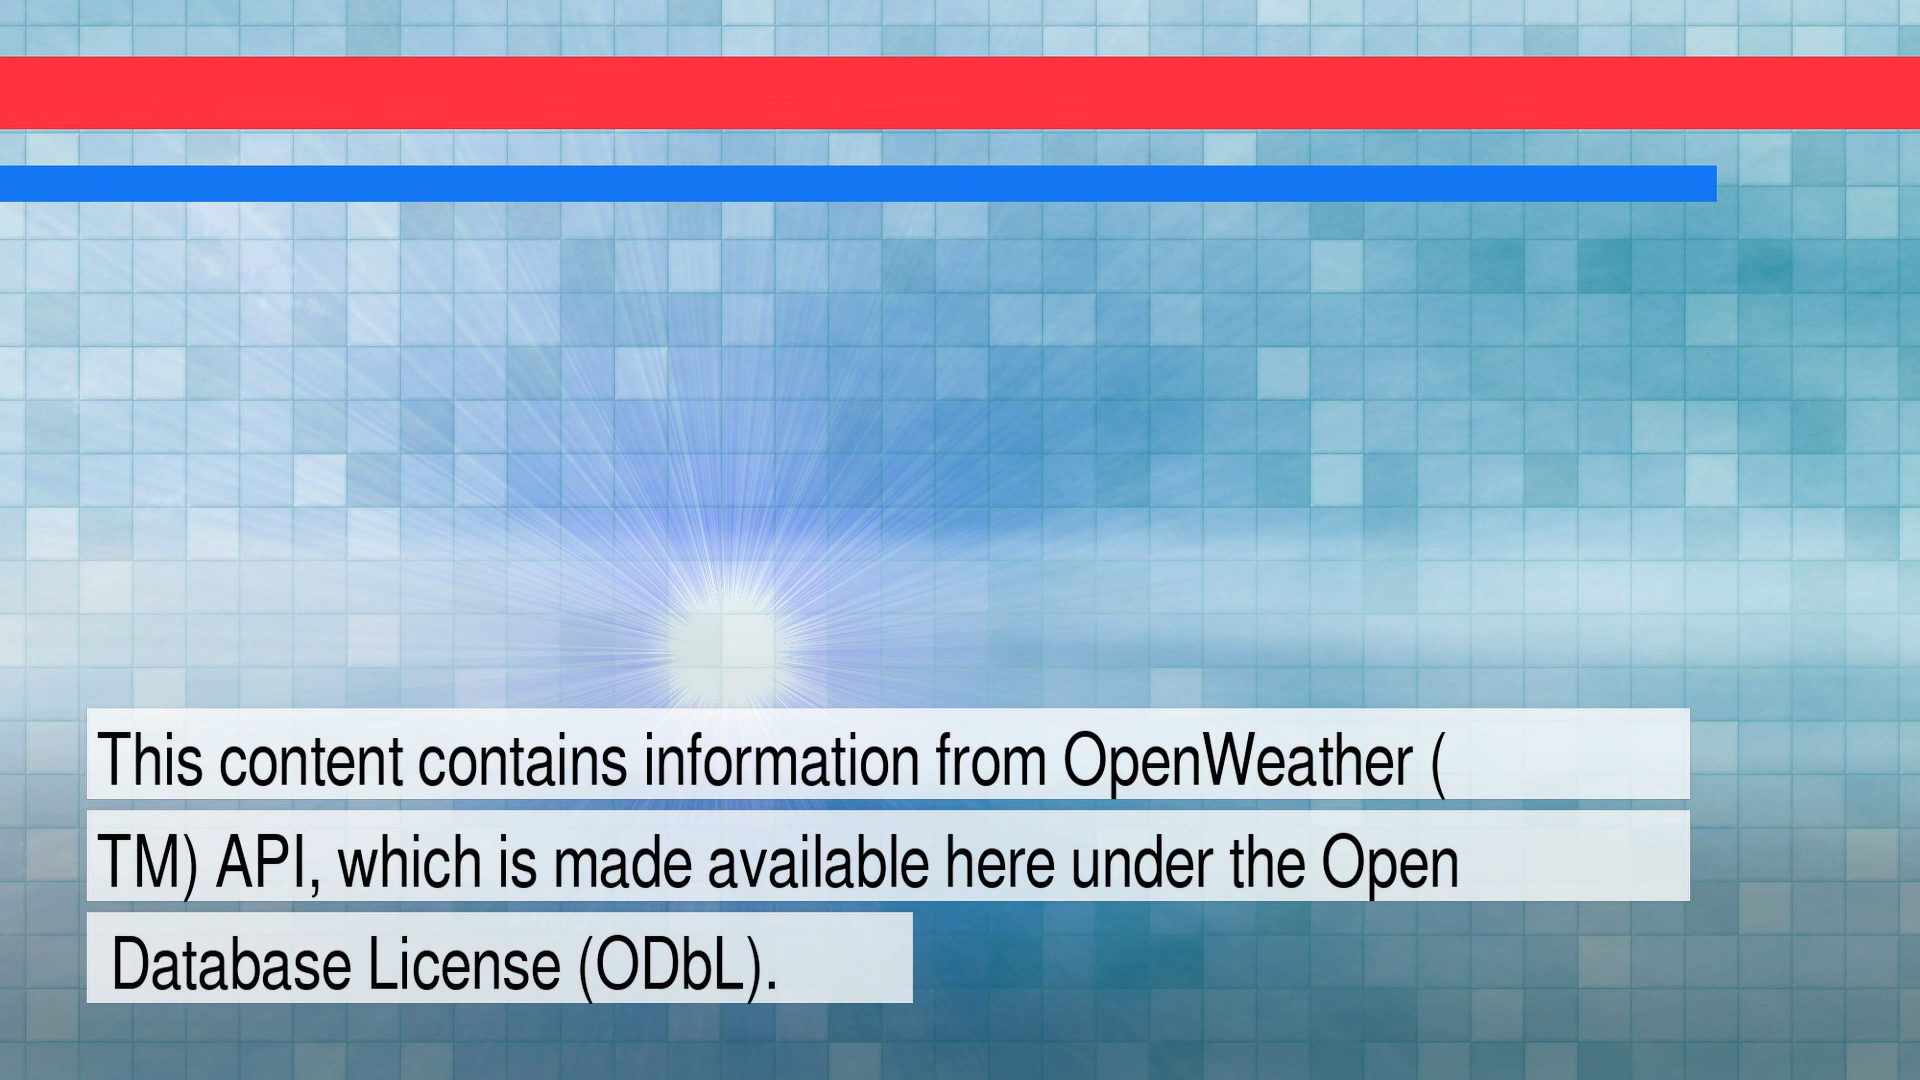 This content contains information from OpenWeather (
TM) API, which is made available here under the Open
Database License (ODbL).